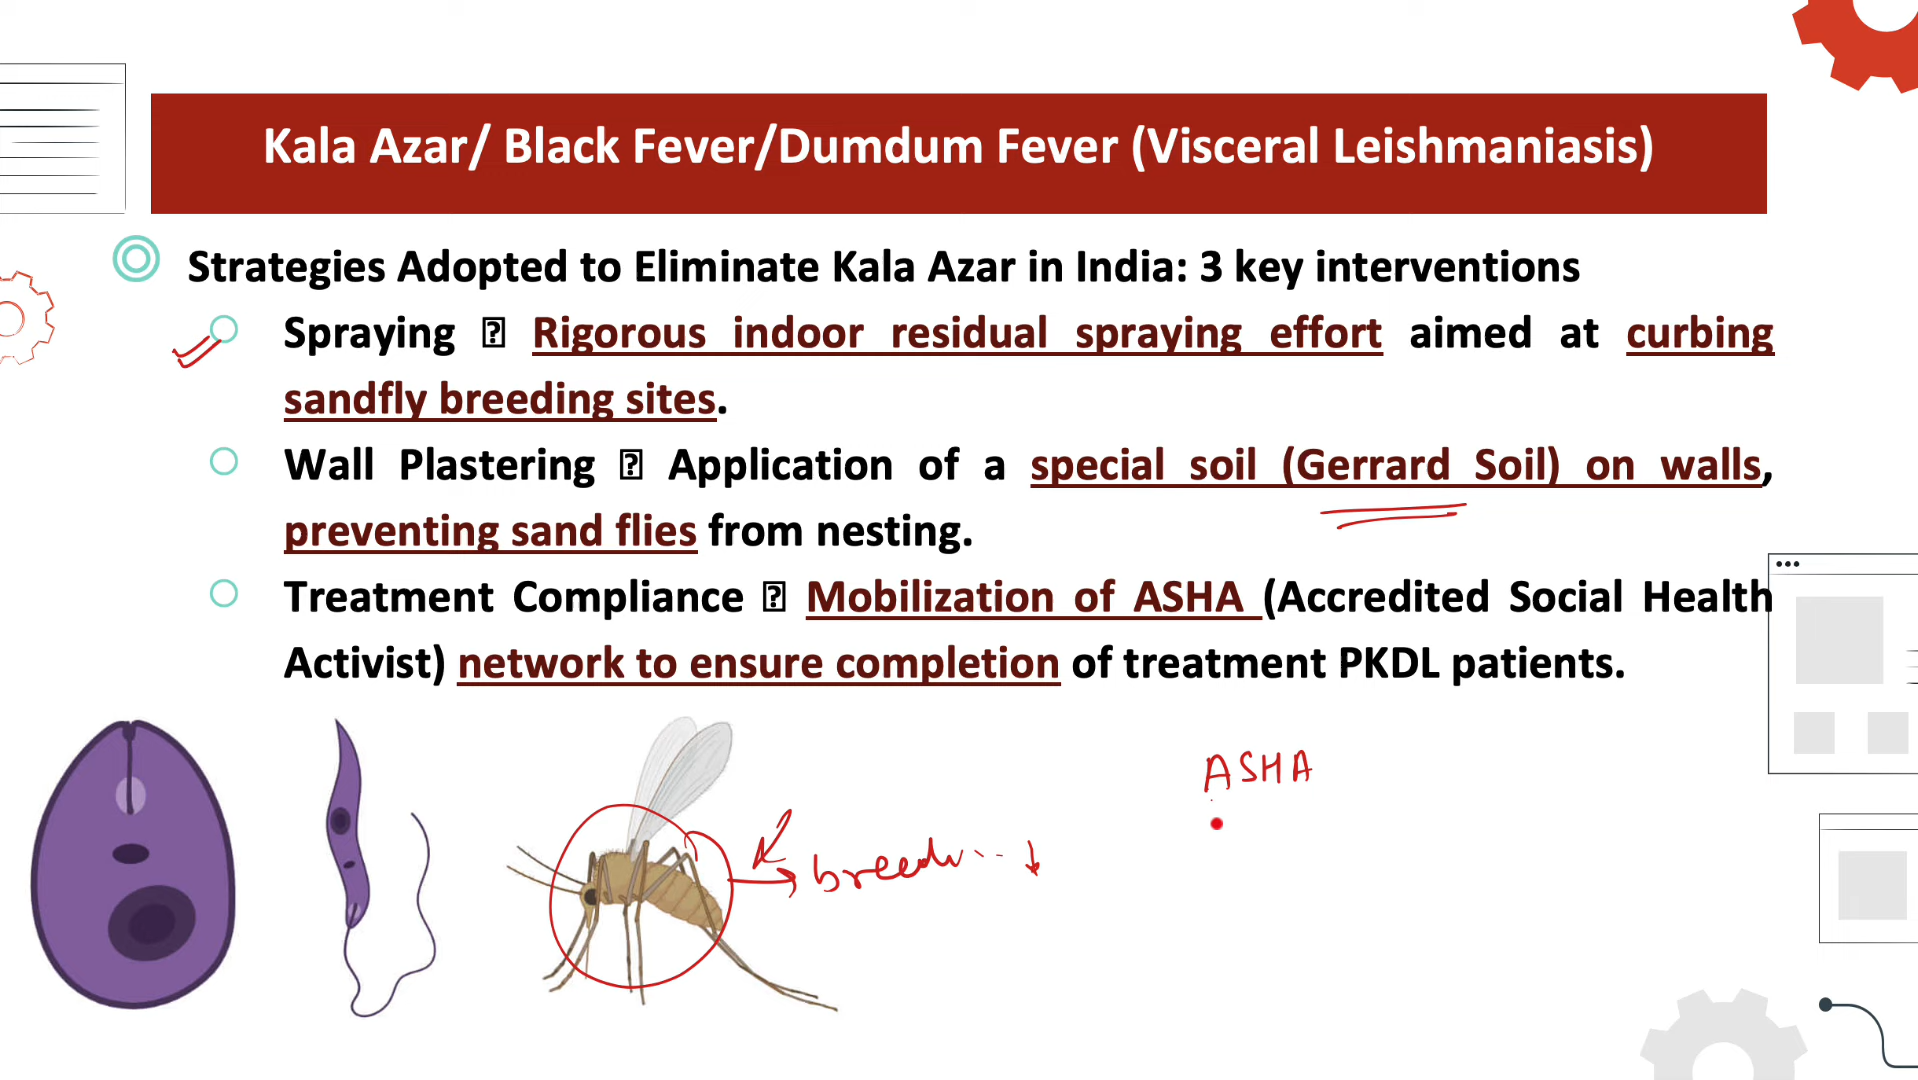 Kala Azar/ Black Fever/Dumdum Fever (Visceral Leishmaniasis)
Strategies Adopted to Eliminate Kala Azar in India: 3 key interventions
Spraying ⍰ Rigorous indoor residual spraying effort aimed at curbing
sandfly breeding sites.
Wall Plastering ⍰ Application of a special soil (Gerrard Soil) on walls,
preventing sand flies from nesting.
Treatment Compliance ⍰ Mobilization of ASHA (Accredited Social Health
Activist) network to ensure completion of treatment PKDL patients.
ASHA